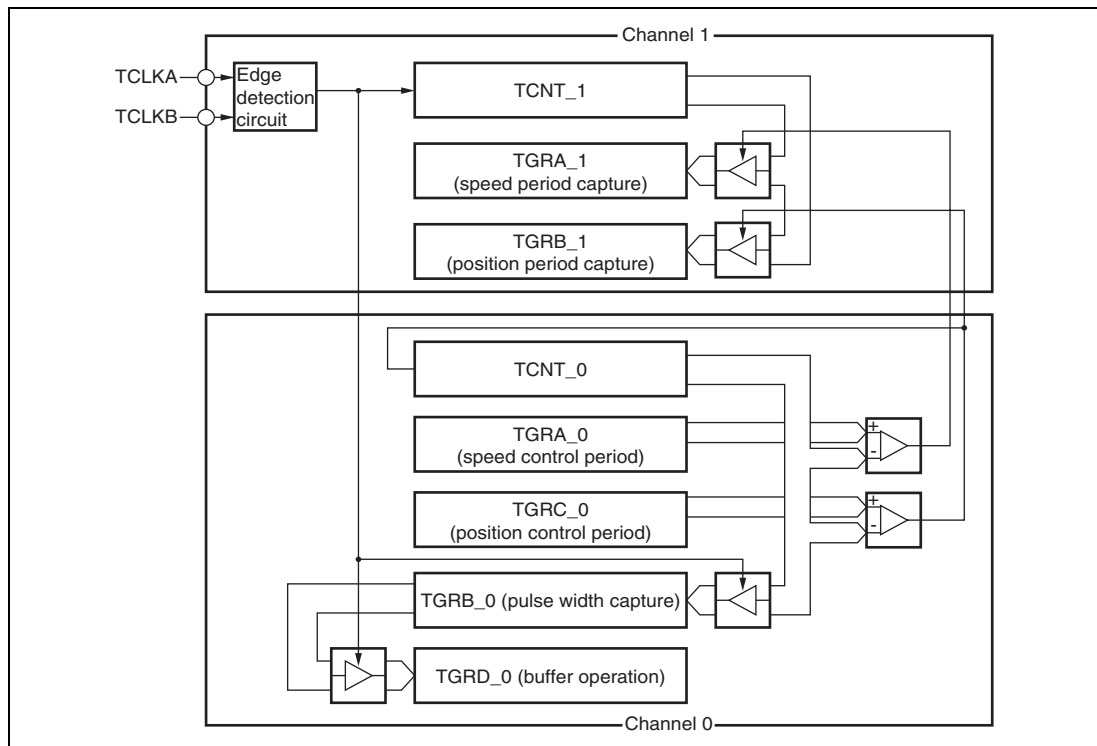 Channel 1
TCLKA
TCLKB
Edge
detection
circuit
TCNT_1
TGRA_1
(speed period capture)
TGRB_1
(position period capture)
TCNT_0
TGRA_0
(speed control period)
+
-
TGRC_0
(position control period)
+
-
TGRB_0 (pulse width capture)
TGRD_0 (buffer operation)
Channel 0